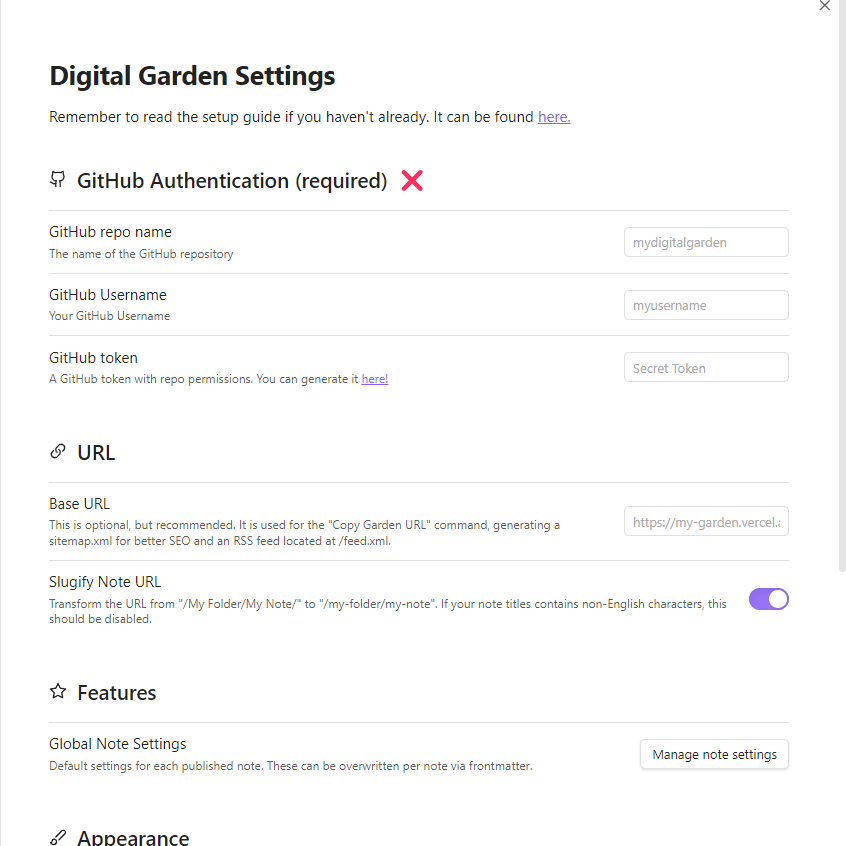 Digital Garden Settings
Remember to read the setup guide if you haven't already. It can be found here.
GitHub Authentication (required)
GitHub repo name
The name of the GitHub repository
mydigitalgarden
GitHub Username
Your GitHub Username
myusername
GitHub token
A GitHub token with repo permissions. You can generate it here!
Secret Token
URL
Base URL
This is optional, but recommended. It is used for the "Copy Garden URL" command, generating a
sitemap.xml for better SEO and an RSS feed located at /feed.xml.
https://my-garden.vercel.a
Slugify Note URL
Transform the URL from "/My Folder/My Note/" to "/my-folder/my-note". If your note titles contains non-English characters, this
should be disabled.
Features
Global Note Settings
Default settings for each published note. These can be overwritten per note via frontmatter.
Manage note settings
Appearance